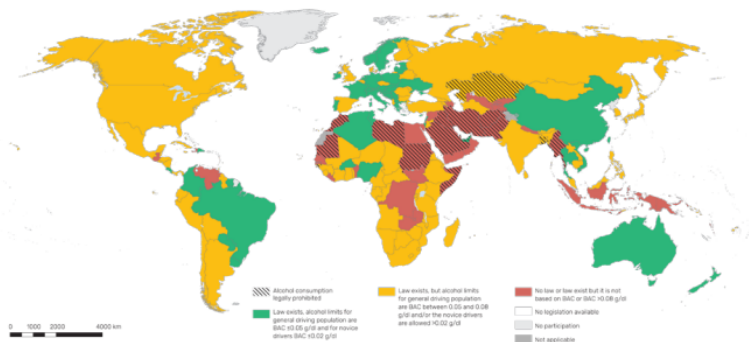 Alcohol consumption
legally prohibited
Law exists, alcohol limits for
general driving population are
BAC ≤0.05 g/dl and for novice
drivers BAC ≤0.02 g/dl
Law exists, but alcohol limits
for general driving population
are BAC between 0.05 and 0.08
g/dl and/or the novice drivers
are allowed >0.02 g/dl
No law or law exist but it is not
based on BAC or BAC >0.08 g/dl
No legislation available
No participation
Not applicable
0 1000 2000 4000 km